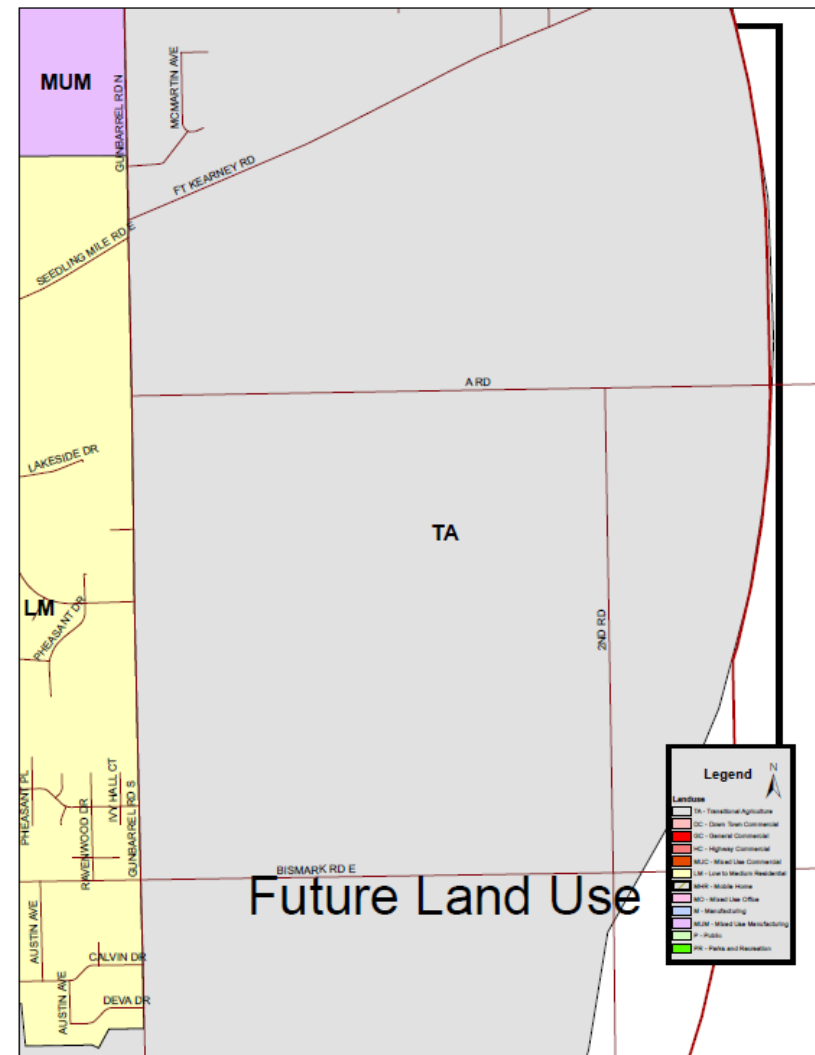 MUM
GUNBARREL RD N
MCMARTIN AVE
FT KEARNEY RD
SEEDLING MILE RD E
A RD
LAKESIDE DR
TA
LM
PHEASANT DR
2ND RD
PHEASANT PL
IVY HALL CT
RAVENWOOD DR
GUNBARREL RD S
BISMARK RD E
Future Land Use
AUSTIN AVE
CALVIN DR
AUSTIN AVE
DEVA DR
Legend
N
Landuse
TA - Transitional Agriculture
DC - Down Town Commercial
GC - General Commercial
HC - Highway Commercial
MUC - Mixed Use Commercial
LM - Low to Medium Residential
MHR - Mobile Home
MO - Mixed Use Office
M - Manufacturing
MUM - Mixed Use Manufacturing
P - Public
PR - Parks and Recreation